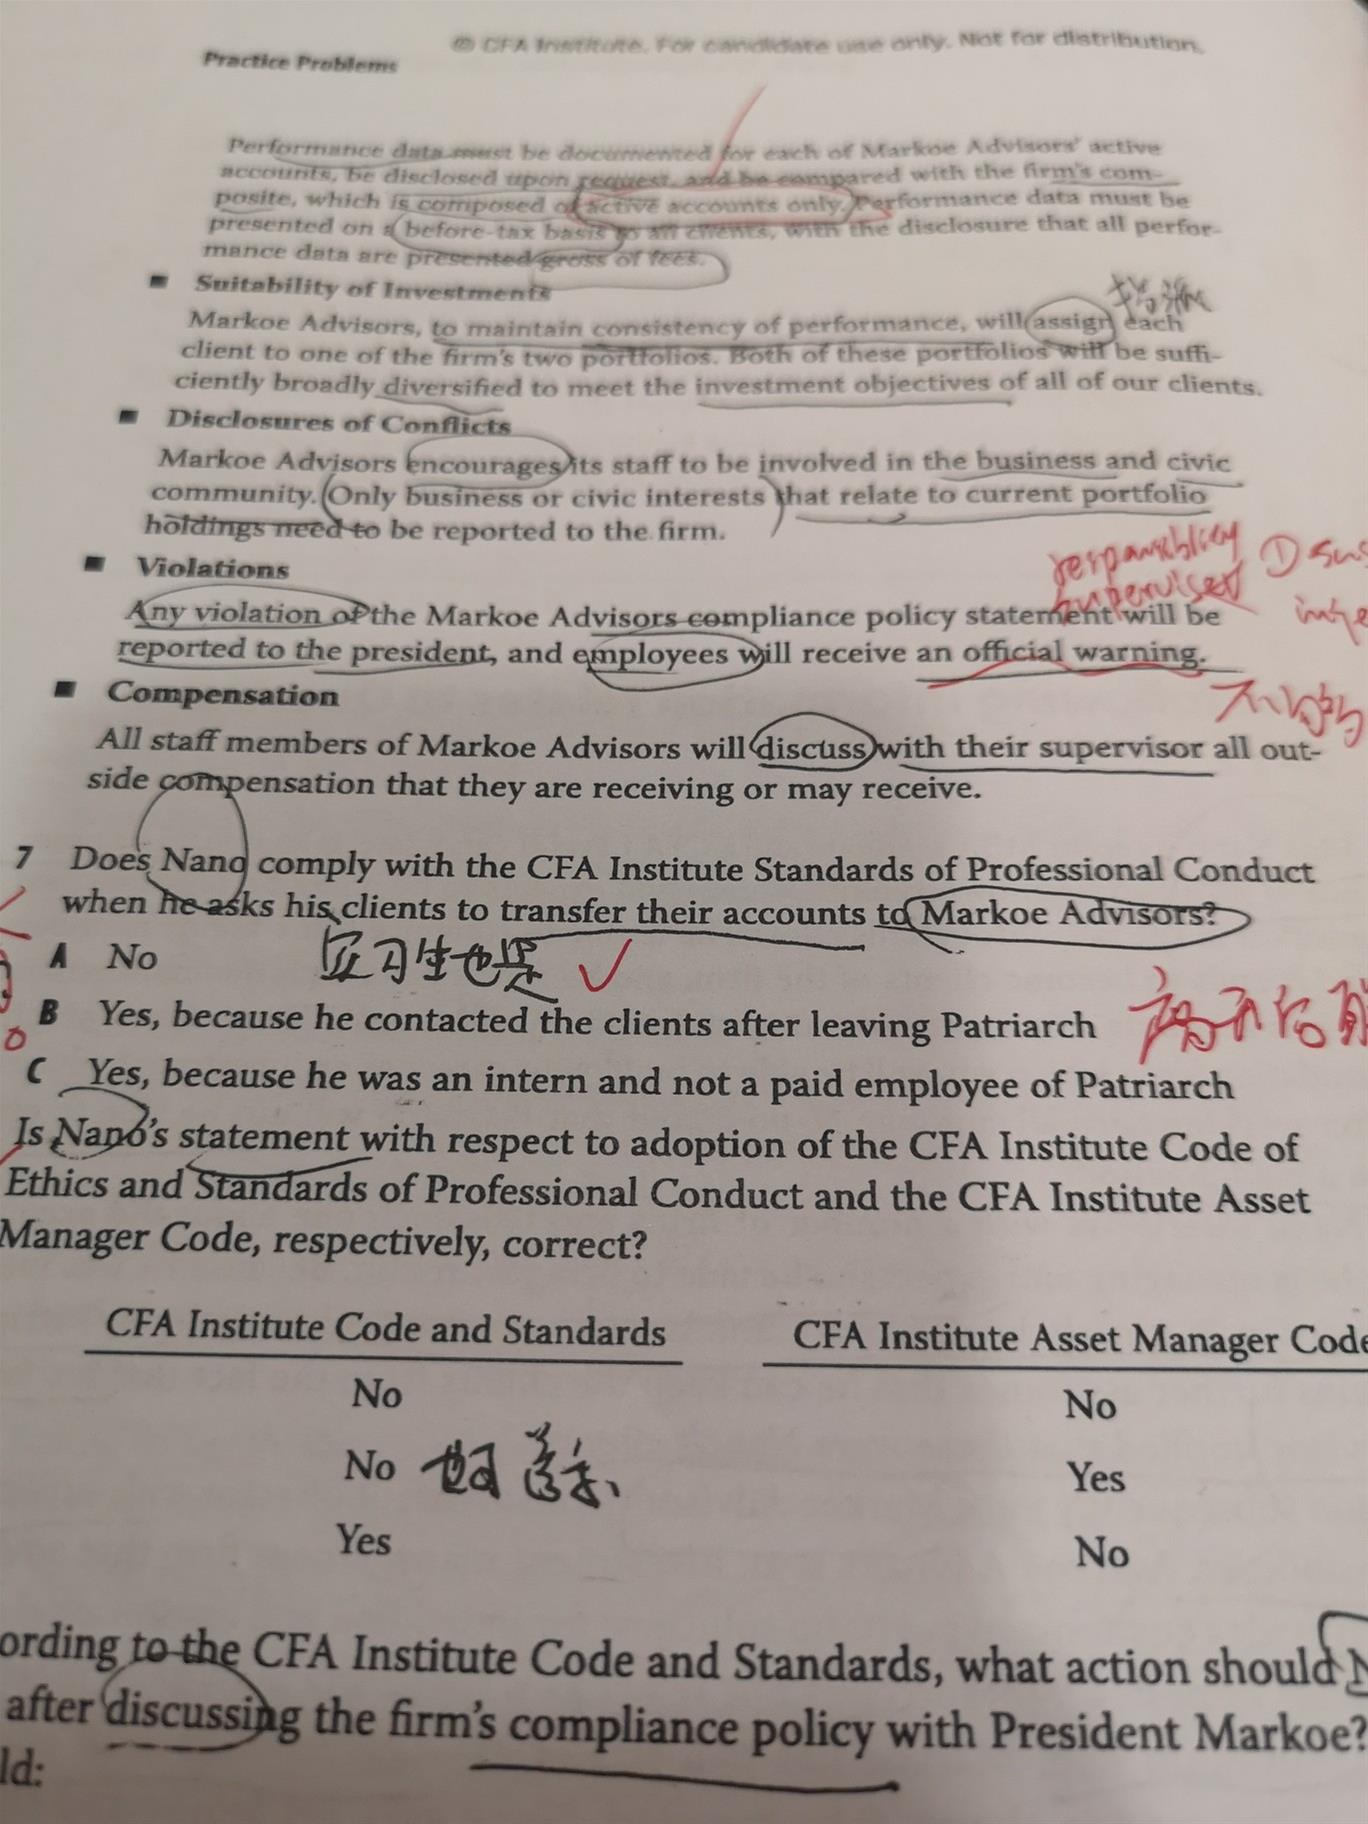 © CFA Institute. For candidate use only. Not for distribution.
Practice Problems
Performance data must be documented for each of Markoe Advisors' active
accounts, be disclosed upon request, and be compared with the firm's com-
posite, which is composed of active accounts only. Performance data must be
presented on a before-tax basis to all clients, with the disclosure that all perfor-
mance data are presented gross of fees.
■ Suitability of Investments
Markoe Advisors, to maintain consistency of performance, will assign each
client to one of the firm's two portfolios. Both of these portfolios will be suffi-
ciently broadly diversified to meet the investment objectives of all of our clients.
■ Disclosures of Conflicts
Markoe Advisors encourages its staff to be involved in the business and civic
community. Only business or civic interests that relate to current portfolio
holdings need to be reported to the firm.
■ Violations
Any violation of the Markoe Advisors compliance policy statement will be
reported to the president, and employees will receive an official warning.
■ Compensation
All staff members of Markoe Advisors will discuss with their supervisor all out-
side compensation that they are receiving or may receive.
7 Does Nano comply with the CFA Institute Standards of Professional Conduct
when he asks his clients to transfer their accounts to Markoe Advisors?
A No
实习生也是
B Yes, because he contacted the clients after leaving Patriarch
C Yes, because he was an intern and not a paid employee of Patriarch
Is Nano's statement with respect to adoption of the CFA Institute Code of
Ethics and Standards of Professional Conduct and the CFA Institute Asset
Manager Code, respectively, correct?
CFA Institute Code and Standards CFA Institute Asset Manager Code
No No
No Yes
Yes No
ording to the CFA Institute Code and Standards, what action should N
after discussing the firm's compliance policy with President Markoe?
ld: